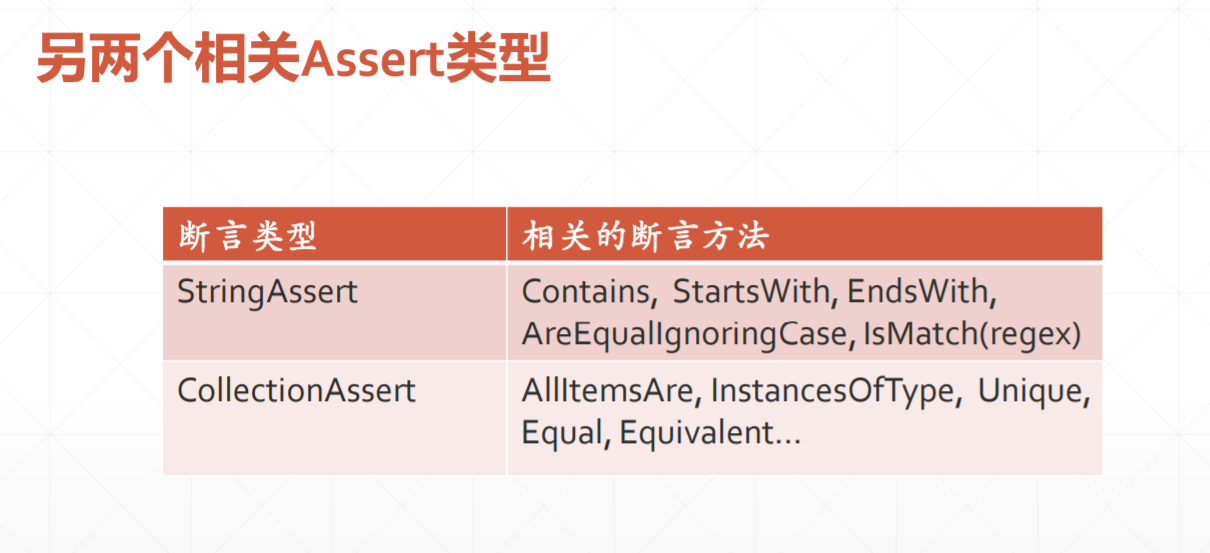 另两个相关Assert类型
断言类型
相关的断言方法
StringAssert
Contains, StartsWith, EndsWith,
AreEqualIgnoringCase, IsMatch(regex)
CollectionAssert
AllItemsAre, InstancesOfType, Unique,
Equal, Equivalent...